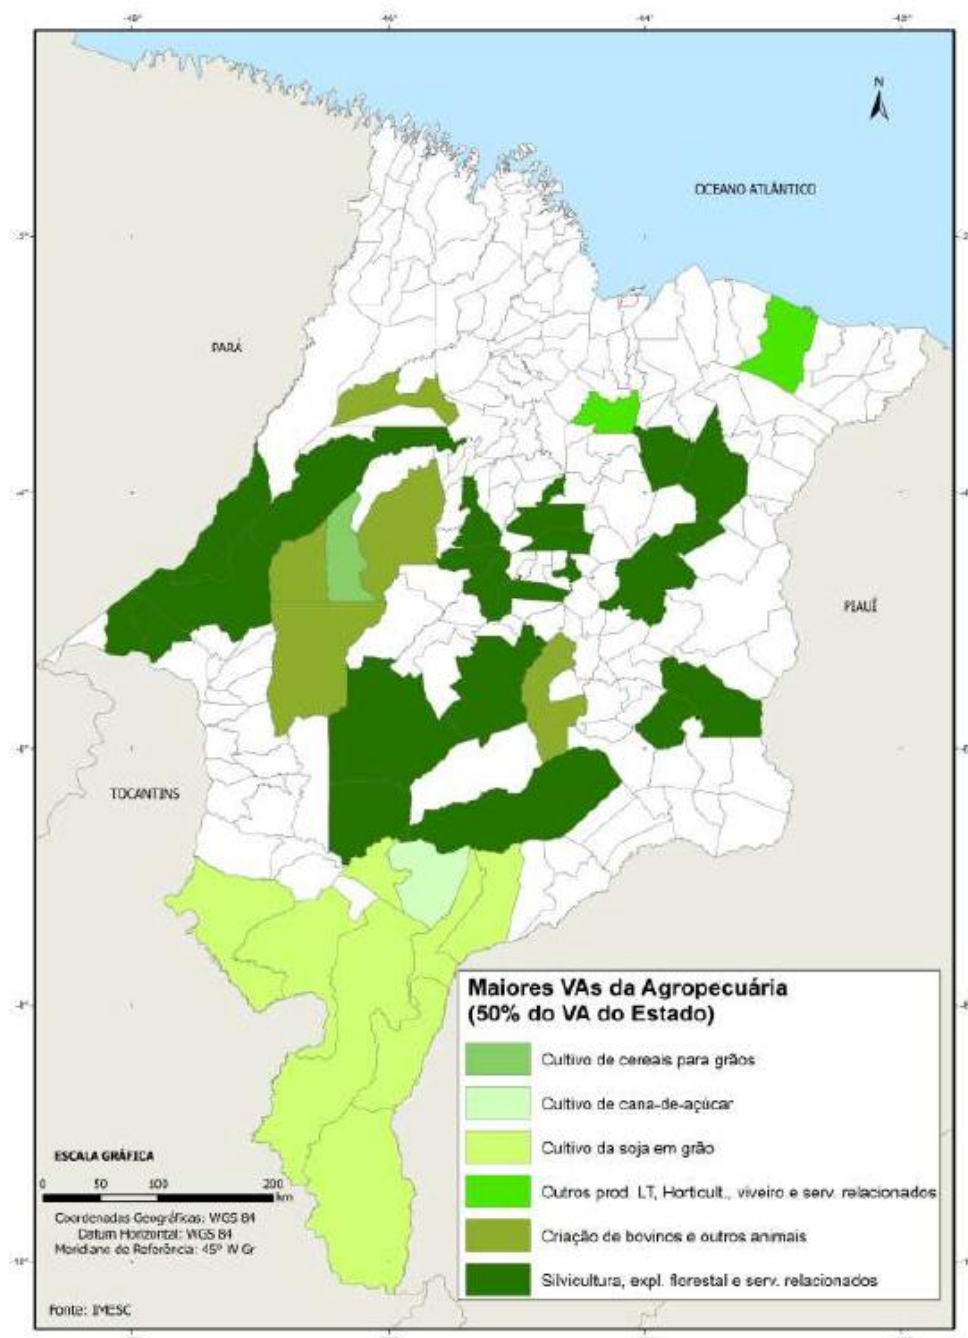 N
OCEANO ATLÂNTICO
PARÁ
PIAUÍ
TOCANTINS
Maiores VAs da Agropecuária
(50% do VA do Estado)
Cultivo de cereais para grãos
Cultivo de cana-de-açúcar
Cultivo da soja em grão
Outros prod. LT, Horticult., viveiro e serv. relacionados
Criação de bovinos e outros animais
Silvicultura, expl. florestal e serv. relacionados
ESCALA GRÁFICA
0 50 100 200
km
Coordenadas Geográficas: WGS 84
Datum Horizontal: WGS 84
Meridiano de Referência: 45º W Gr
Fonte: IMESC